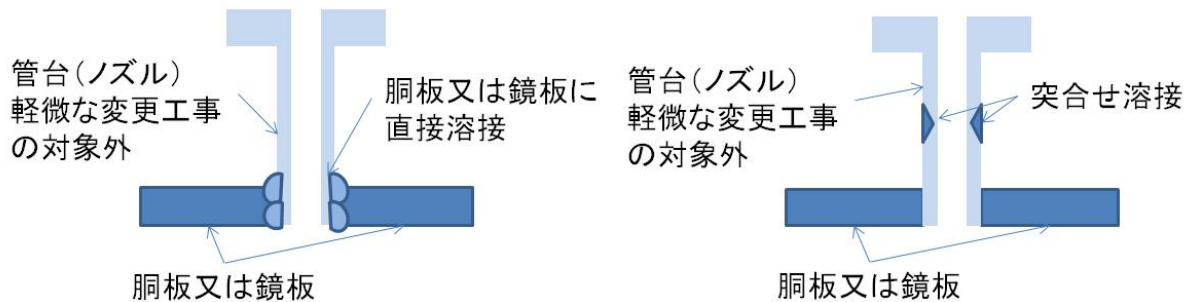 管台(ノズル)
軽微な変更工事
の対象外
胴板又は鏡板に
直接溶接
胴板又は鏡板
管台(ノズル)
軽微な変更工事
の対象外
突合せ溶接
胴板又は鏡板